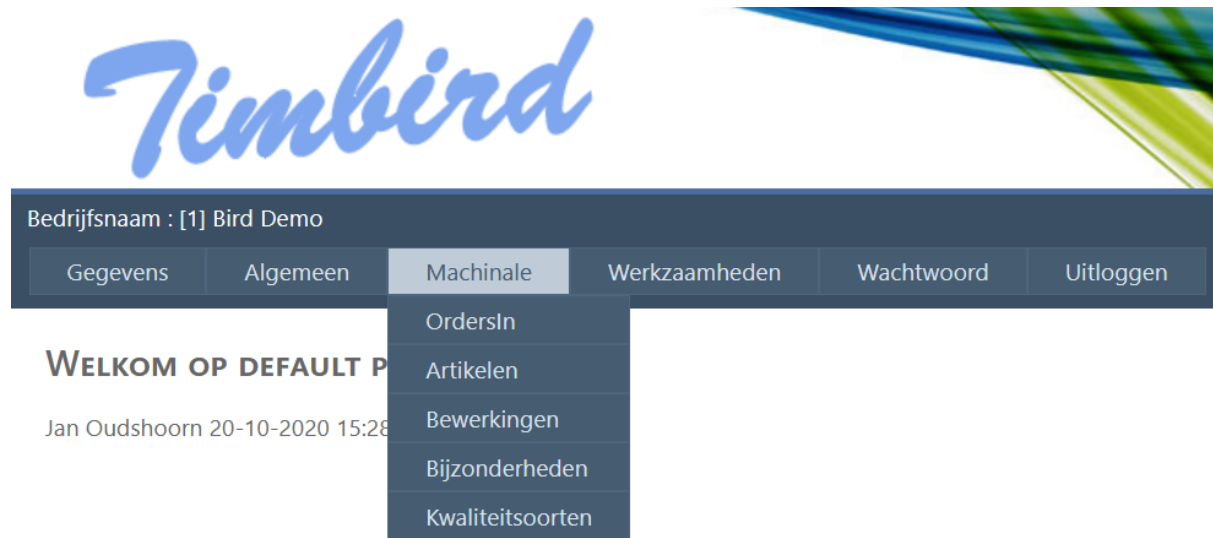 Timbird
Bedrijfsnaam : [1] Bird Demo
Gegevens Algemeen Machinale Werkzaamheden Wachtwoord Uitloggen
OrdersIn
WELKOM OP DEFAULT P
Artikelen
Jan Oudshoorn 20-10-2020 15:28
Bewerkingen
Bijzonderheden
Kwaliteitsoorten